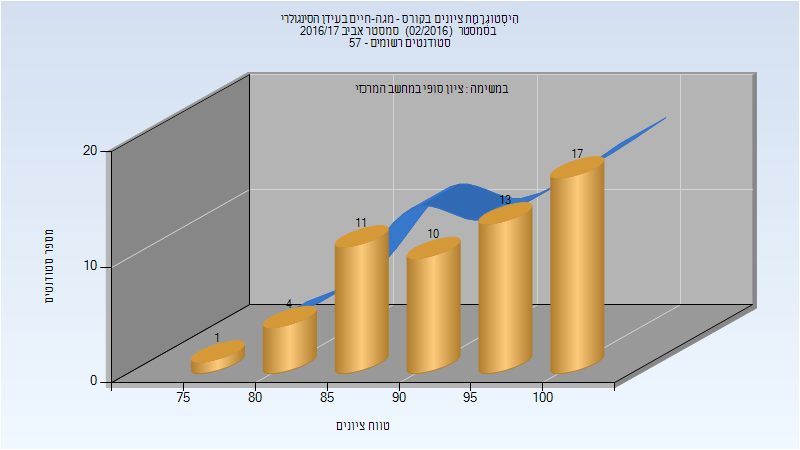 הִיסְטוֹגְרַמַת ציונים בקורס - מגה-חיים בעידן הסינגולרי
בסמסטר (02/2016) סמסטר אביב 2016/17
סטודנטים רשומים - 57
במשימה : ציון סופי במחשב המרכזי
מספר סטודנטים
20
10
0
1
4
11
10
13
17
75 80 85 90 95 100
טווח ציונים